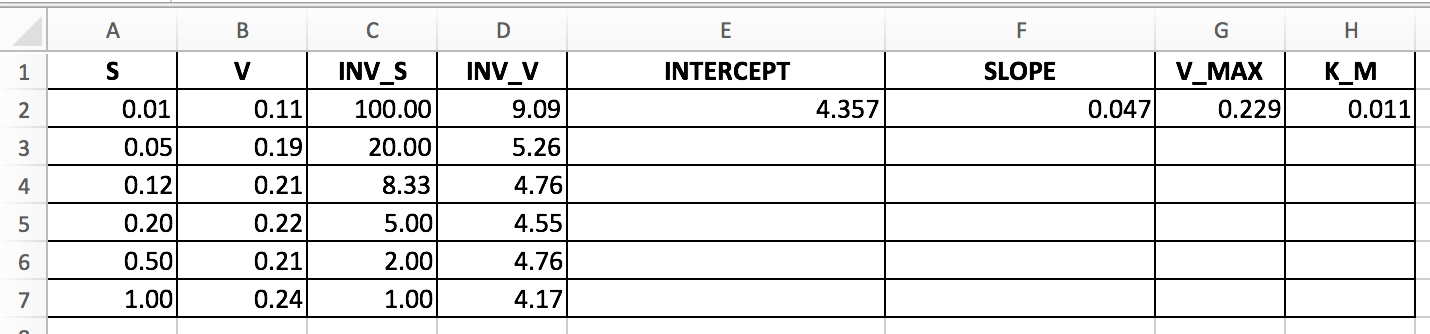 A B C D E F G H
1 S V INV_S INV_V INTERCEPT SLOPE V_MAX K_M
2 0.01 0.11 100.00 9.09 4.357 0.047 0.229 0.011
3 0.05 0.19 20.00 5.26
4 0.12 0.21 8.33 4.76
5 0.20 0.22 5.00 4.55
6 0.50 0.21 2.00 4.76
7 1.00 0.24 1.00 4.17